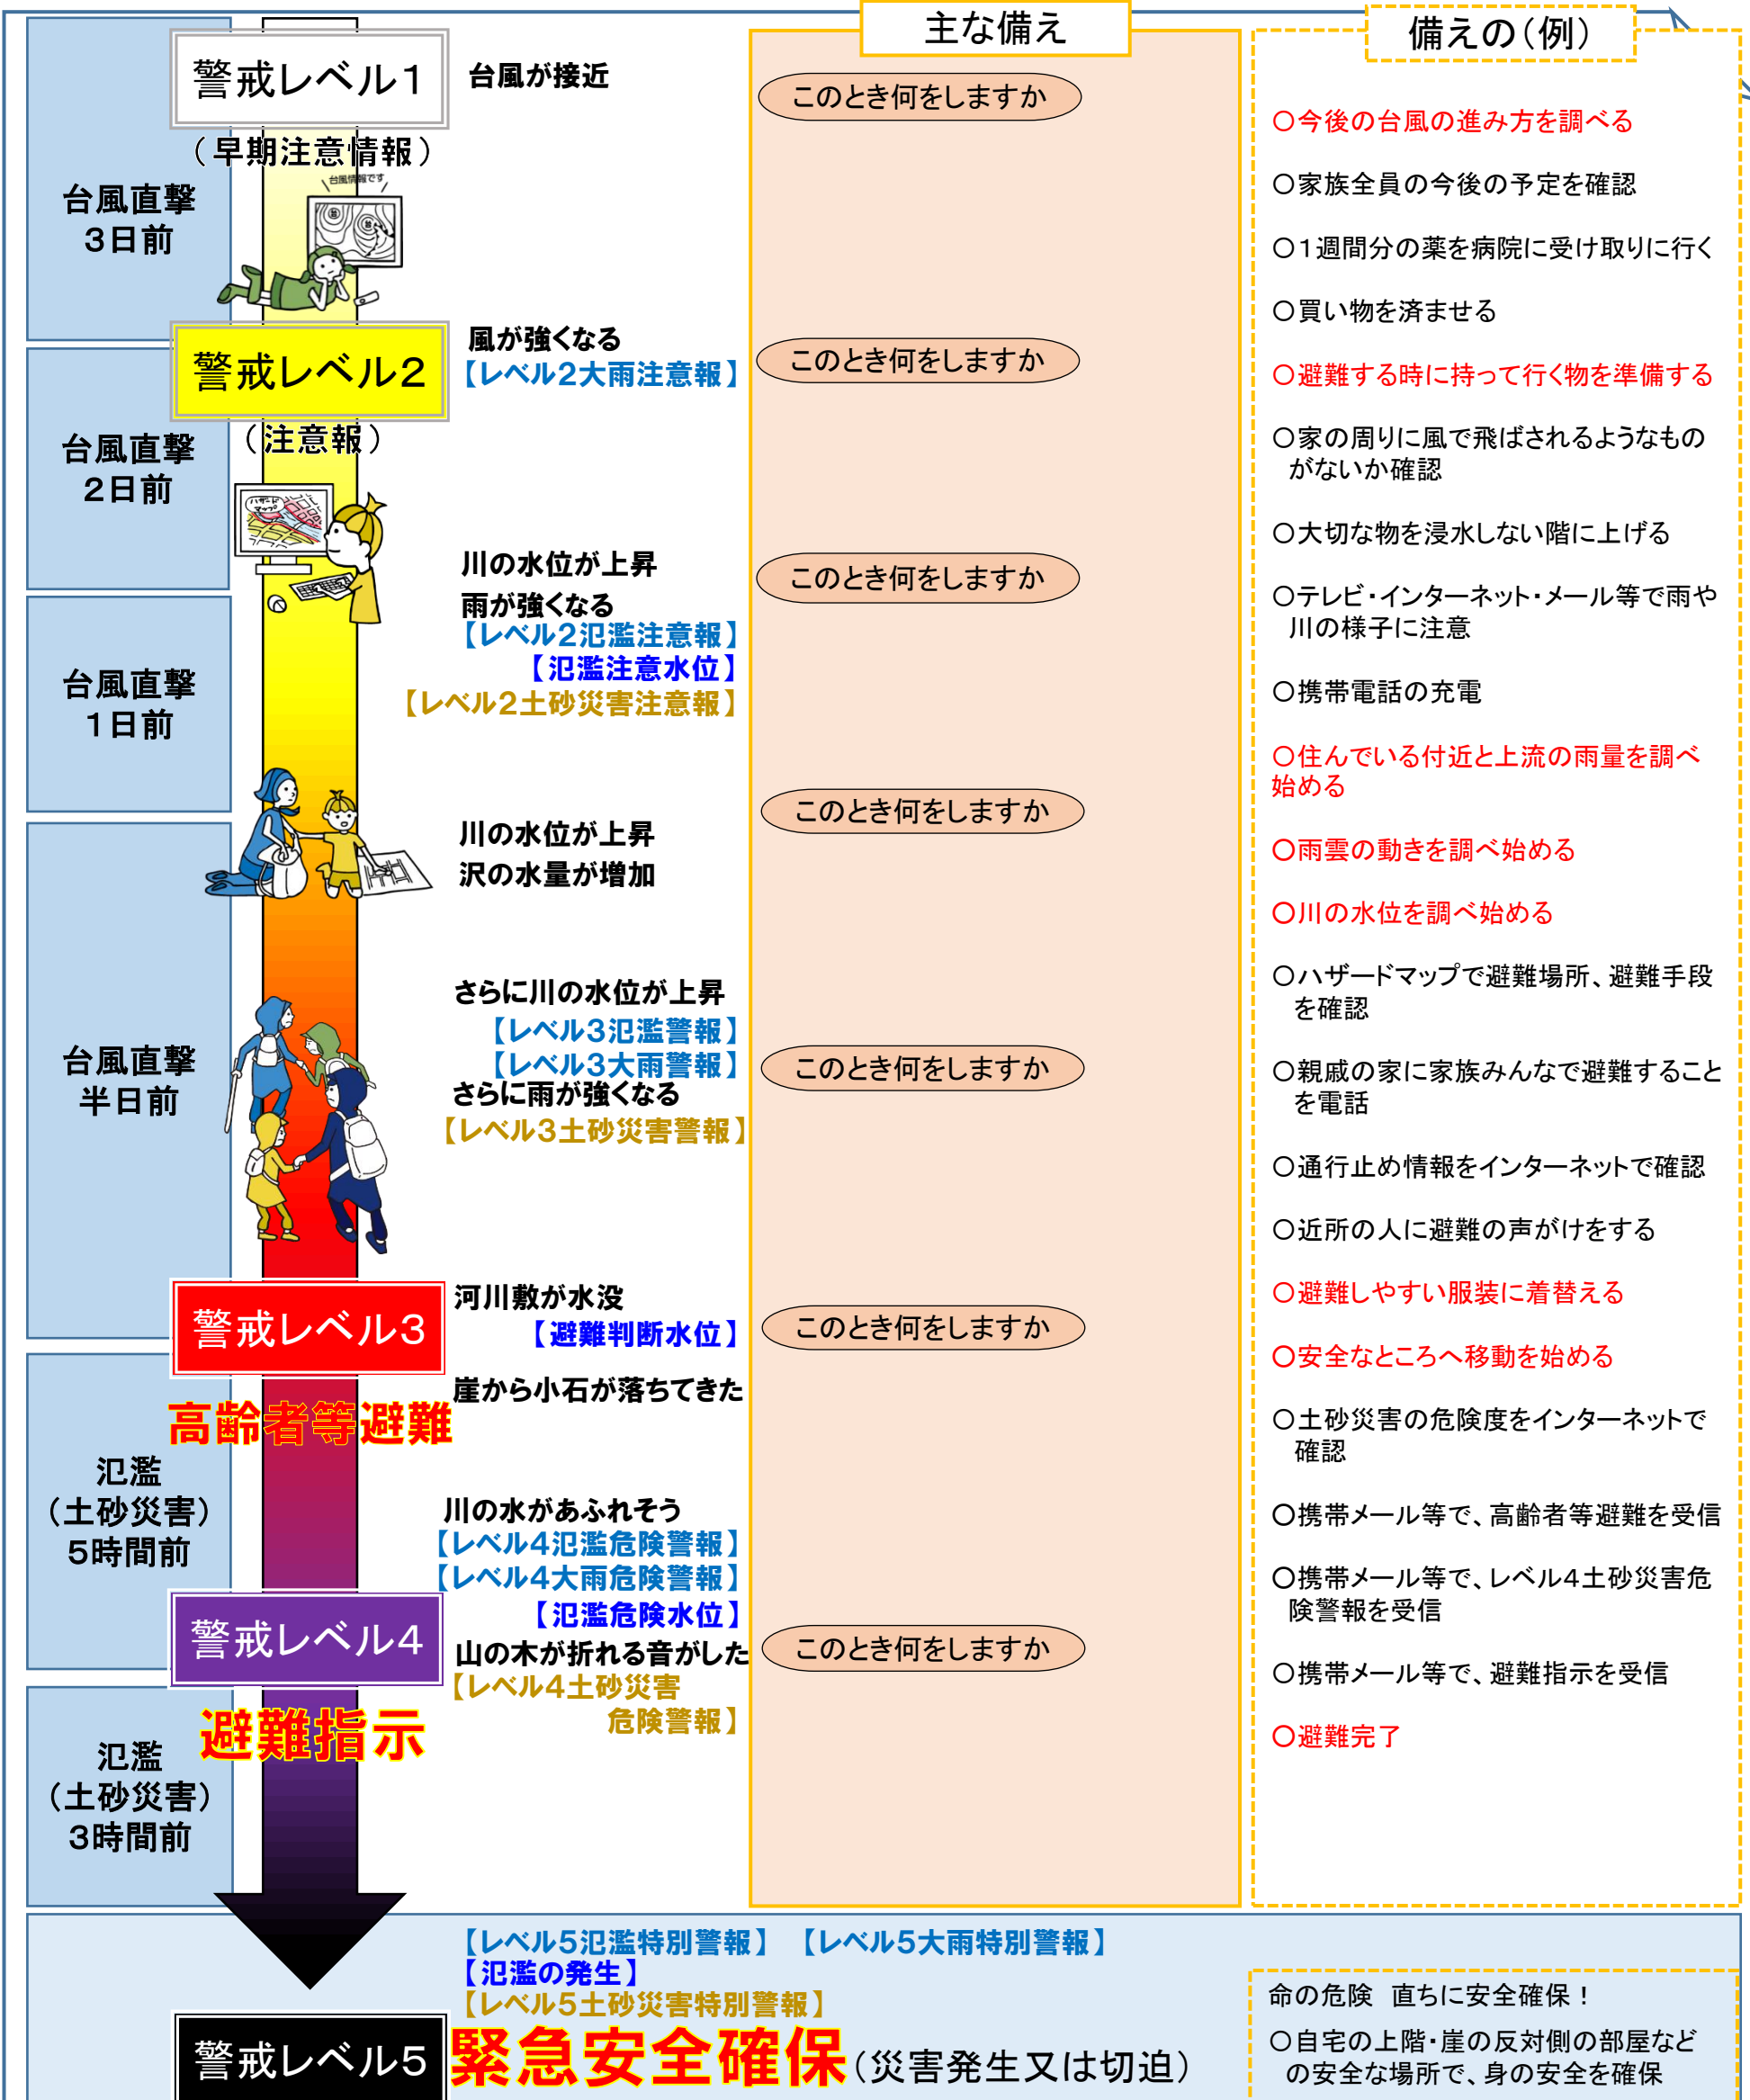 主な備え
備えの(例)
警戒レベル1
台風が接近
このとき何をしますか
(早期注意情報)
台風情報です
台風直撃
3日前
警戒レベル2
風が強くなる
【レベル2大雨注意報】
このとき何をしますか
(注意報)
台風直撃
2日前
ハザード
マップ
川の水位が上昇
雨が強くなる
【レベル2氾濫注意報】
【氾濫注意水位】
【レベル2土砂災害注意報】
このとき何をしますか
台風直撃
1日前
川の水位が上昇
沢の水量が増加
このとき何をしますか
台風直撃
半日前
さらに川の水位が上昇
【レベル3氾濫警報】
【レベル3大雨警報】
さらに雨が強くなる
【レベル3土砂災害警報】
このとき何をしますか
警戒レベル3
高齢者等避難
河川敷が水没
【避難判断水位】
崖から小石が落ちてきた
このとき何をしますか
氾濫
(土砂災害)
5時間前
川の水があふれそう
【レベル4氾濫危険警報】
【レベル4大雨危険警報】
【氾濫危険水位】
山の木が折れる音がした
【レベル4土砂災害
危険警報】
このとき何をしますか
警戒レベル4
避難指示
氾濫
(土砂災害)
3時間前
○今後の台風の進み方を調べる
○家族全員の今後の予定を確認
○1週間分の薬を病院に受け取りに行く
○買い物を済ませる
○避難する時に持って行く物を準備する
○家の周りに風で飛ばされるようなもの
がないか確認
○大切な物を浸水しない階に上げる
○テレビ・インターネット・メール等で雨や
川の様子に注意
○携帯電話の充電
○住んでいる付近と上流の雨量を調べ
始める
○雨雲の動きを調べ始める
○川の水位を調べ始める
○ハザードマップで避難場所、避難手段
を確認
○親戚の家に家族みんなで避難すること
を電話
○通行止め情報をインターネットで確認
○近所の人に避難の声がけをする
○避難しやすい服装に着替える
○安全なところへ移動を始める
○土砂災害の危険度をインターネットで
確認
○携帯メール等で、高齢者等避難を受信
○携帯メール等で、レベル4土砂災害危
険警報を受信
○携帯メール等で、避難指示を受信
○避難完了
【レベル5氾濫特別警報】 【レベル5大雨特別警報】
【氾濫の発生】
【レベル5土砂災害特別警報】
警戒レベル5
緊急安全確保(災害発生又は切迫)
命の危険 直ちに安全確保!
○自宅の上階・崖の反対側の部屋など
の安全な場所で、身の安全を確保